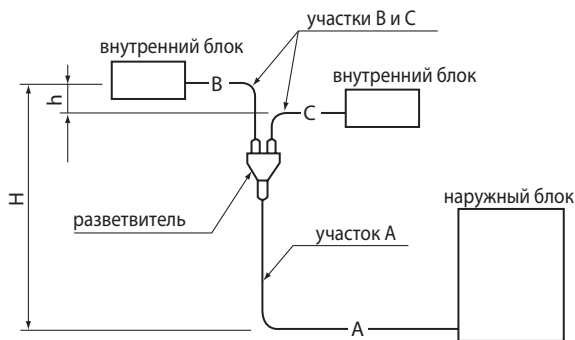 участки B и C
внутренний блок
B
внутренний блок
h
C
H
наружный блок
разветвитель
участок A
A